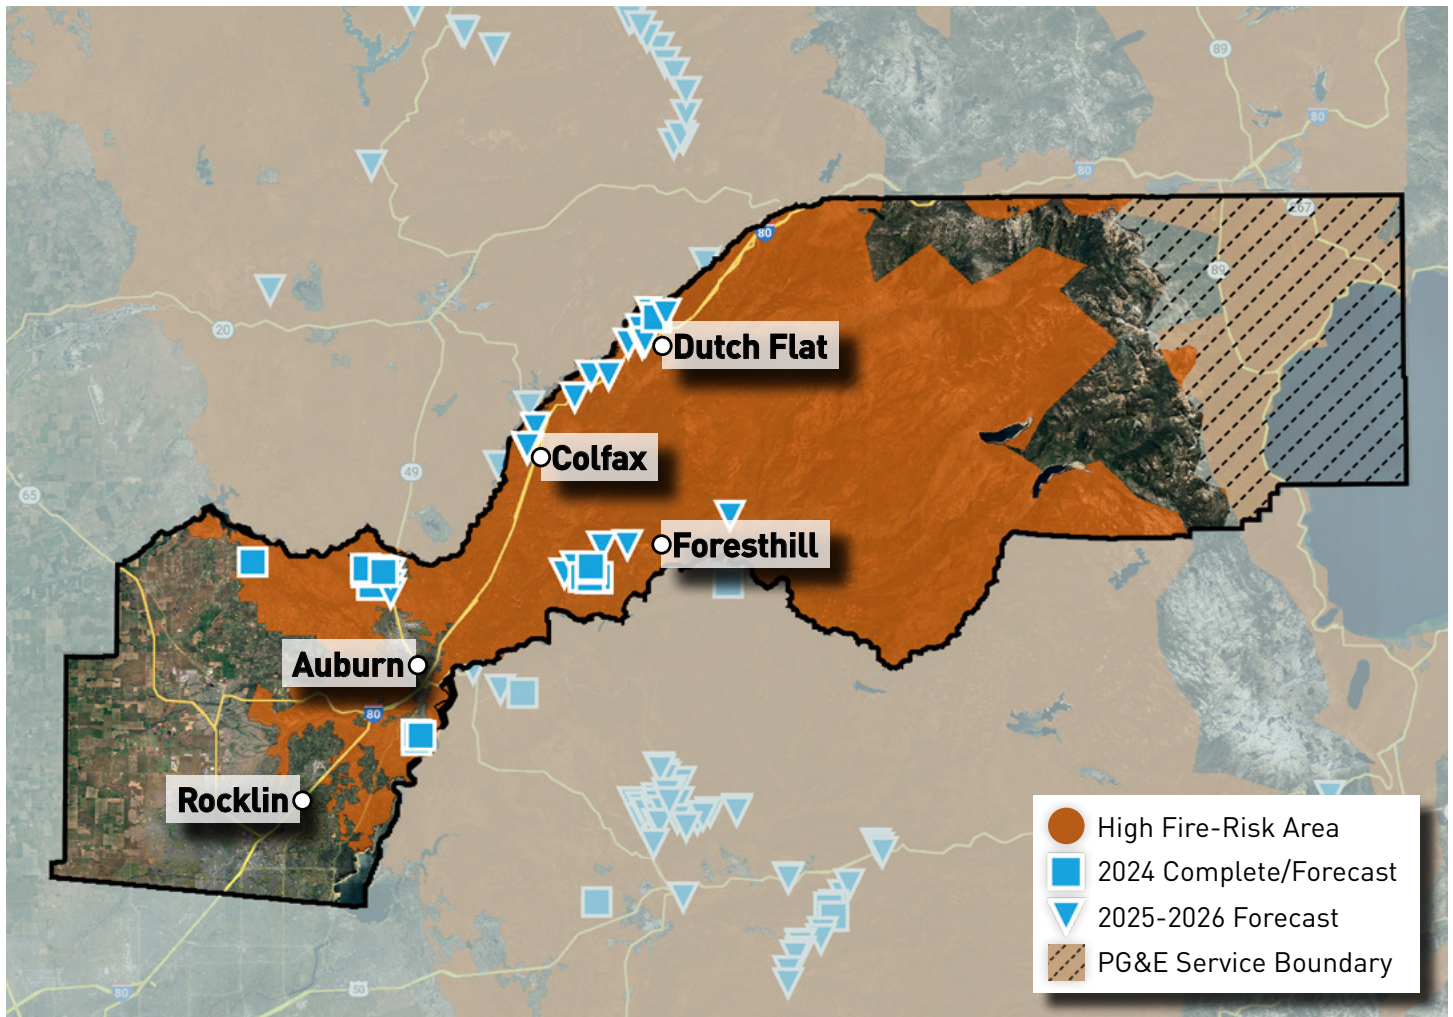 89
80
80
267
80
89
20
Dutch Flat
49
Colfax
65
Foresthill
Auburn
80
Rocklin
High Fire-Risk Area
2024 Complete/Forecast
2025-2026 Forecast
PG&E Service Boundary
80
50